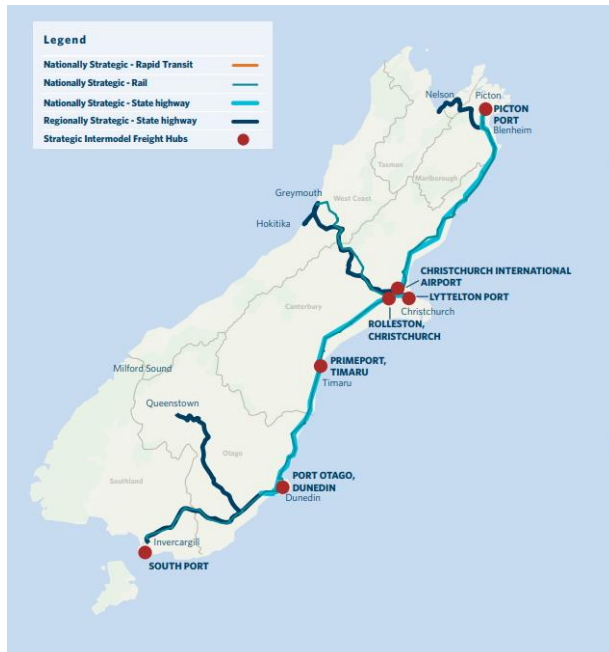 Legend
Nationally Strategic - Rapid Transit
Nationally Strategic - Rail
Nationally Strategic - State highway
Regionally Strategic - State highway
Strategic Intermodel Freight Hubs
Nelson
Picton
PICTON
PORT
Blenheim
Tasman
Marlborough
Greymouth
West Coast
Hokitika
CHRISTCHURCH INTERNATIONAL
AIRPORT
LYTTELTON PORT
Christchurch
Canterbury
ROLLESTON,
CHRISTCHURCH
PRIMEPORT,
TIMARU
Timaru
Milford Sound
Queenstown
Otago
Southland
PORT OTAGO,
DUNEDIN
Dunedin
Invercargill
SOUTH PORT